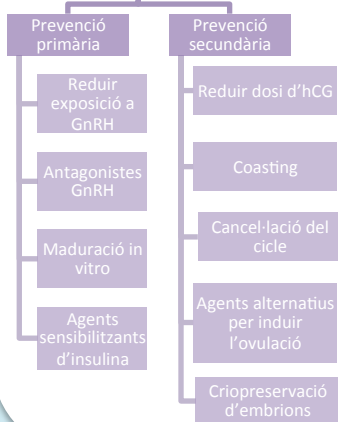 Prevenció
primària
Reduir
exposició a
GnRH
Antagonistes
GnRH
Maduració in
vitro
Agents
sensibilitzants
d'insulina
Prevenció
secundària
Reduir dosi d'hCG
Coasting
Cancel·lació del
cicle
Agents alternatius
per induir
l'ovulació
Criopreservació
d'embrions